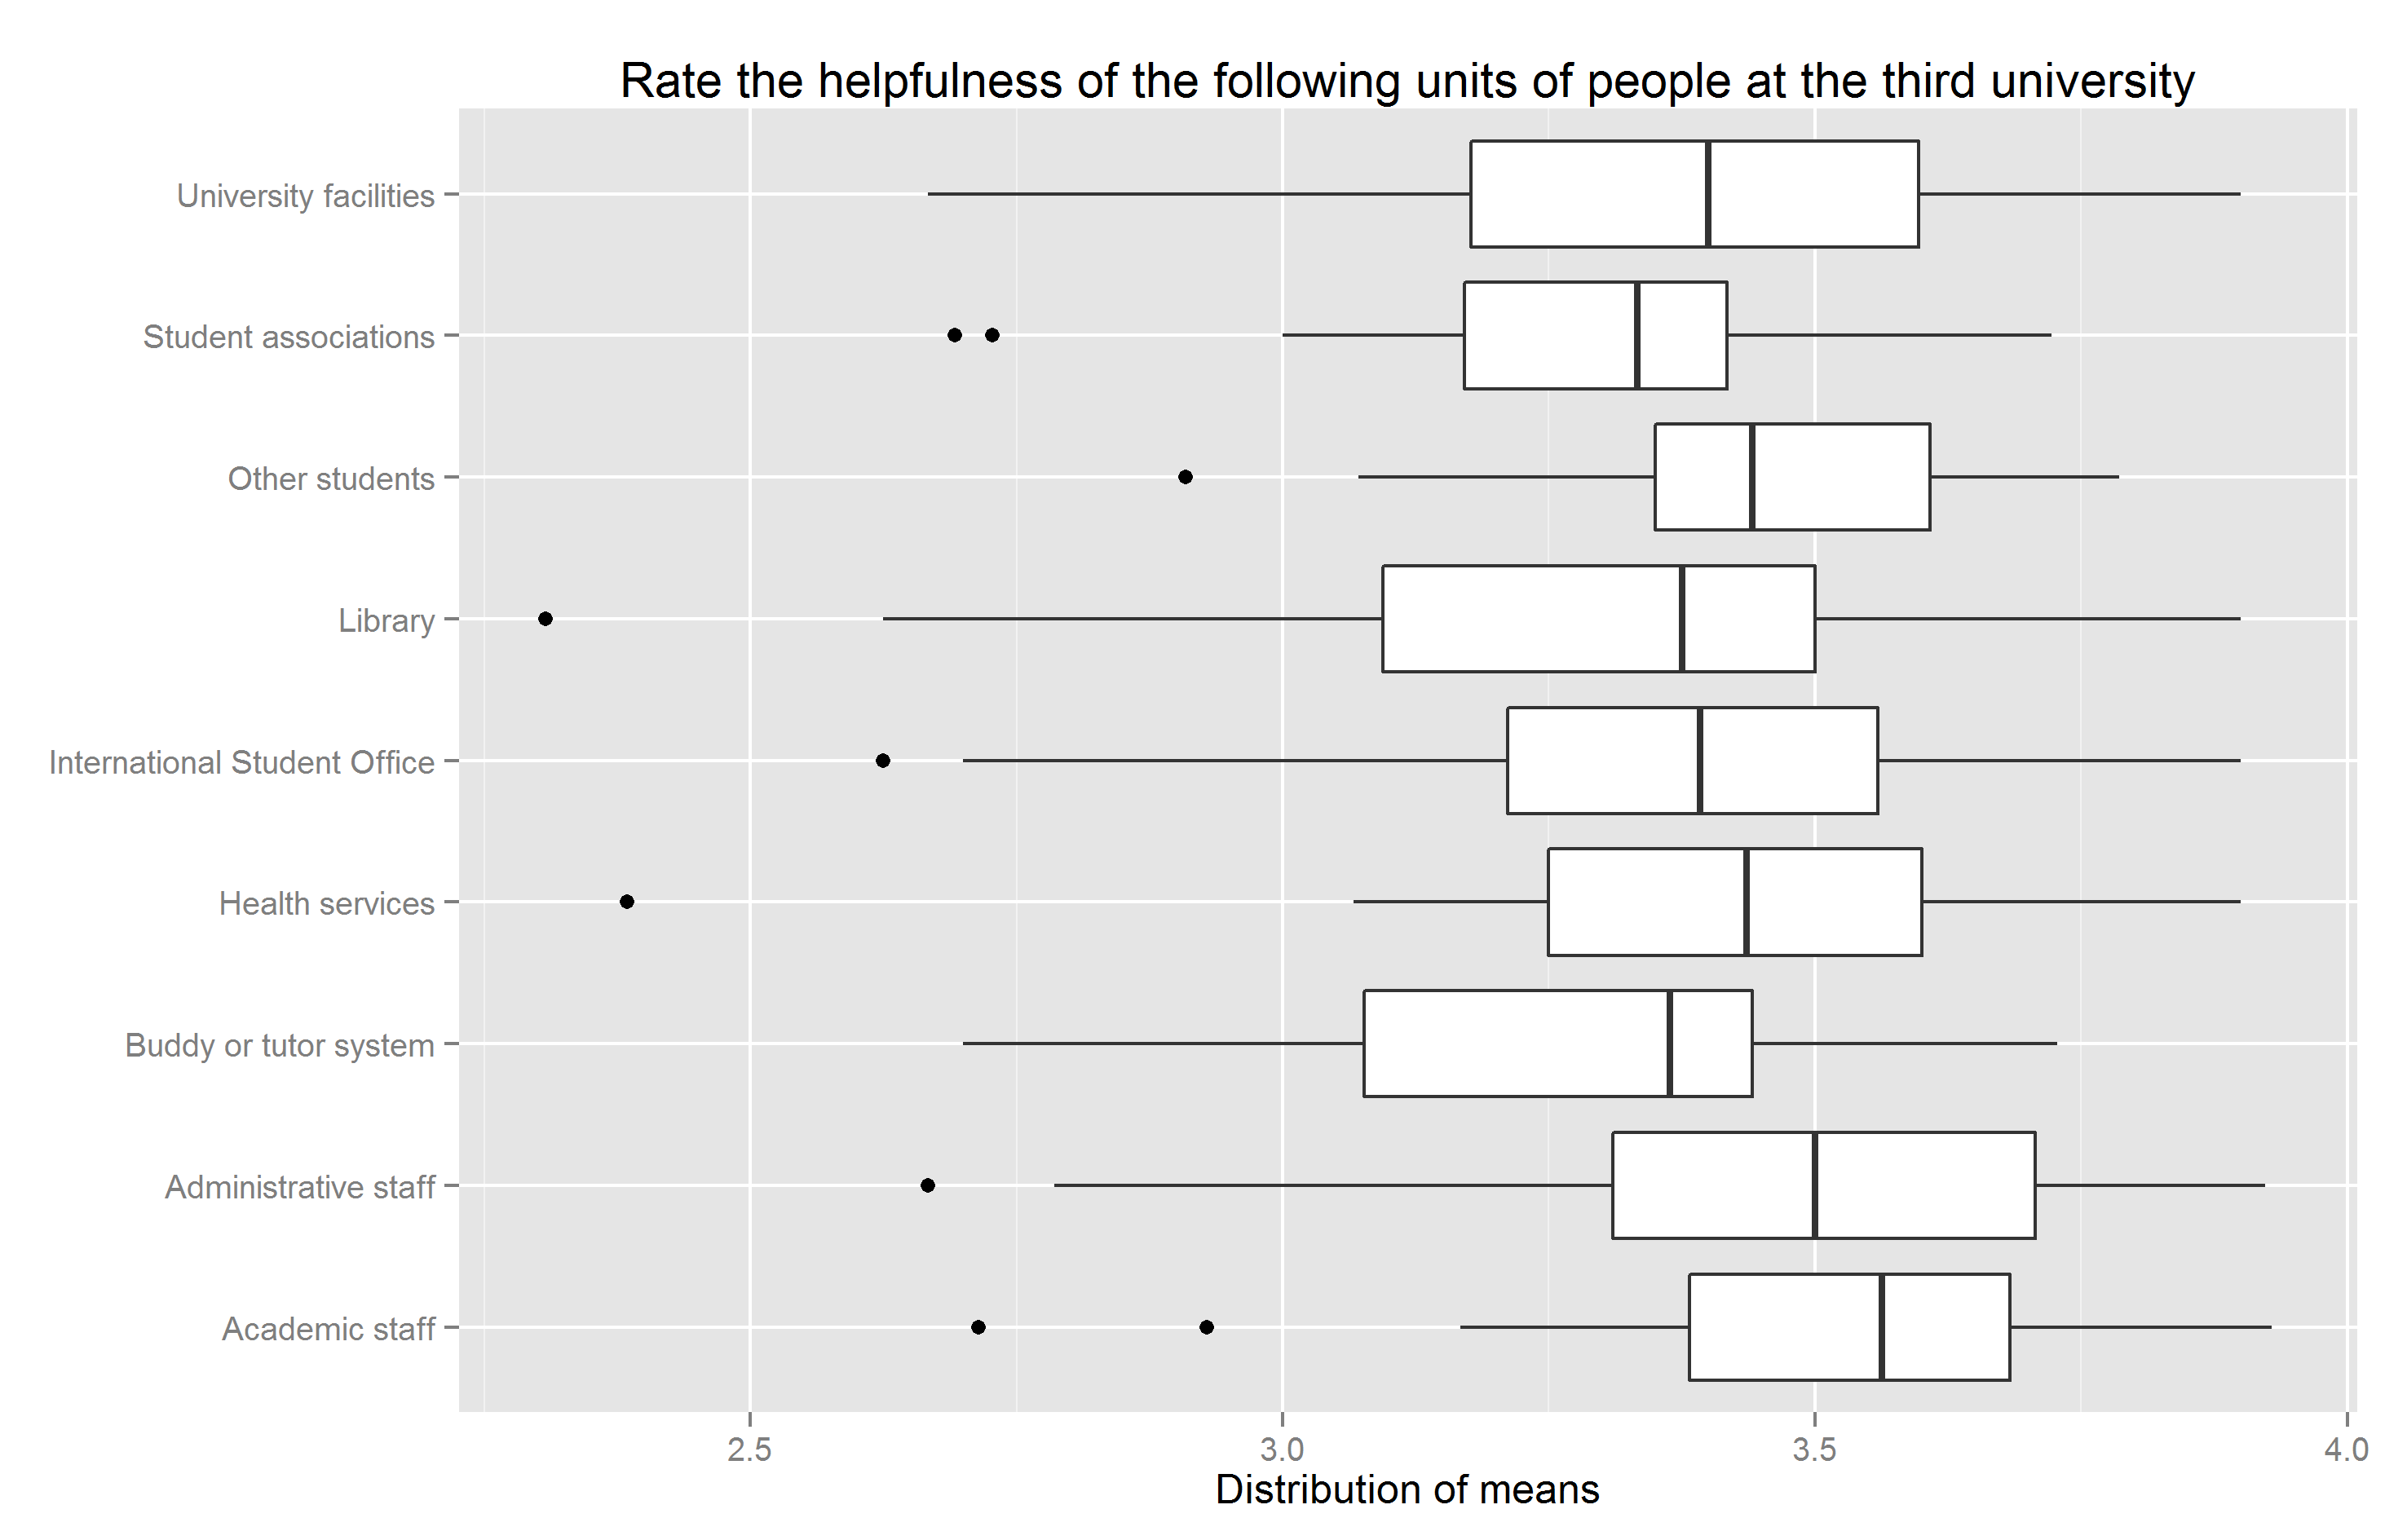 Rate the helpfulness of the following units of people at the third university
University facilities
Student associations
Other students
Library
International Student Office
Health services
Buddy or tutor system
Administrative staff
Academic staff
2.5 3.0 3.5 4.0
Distribution of means